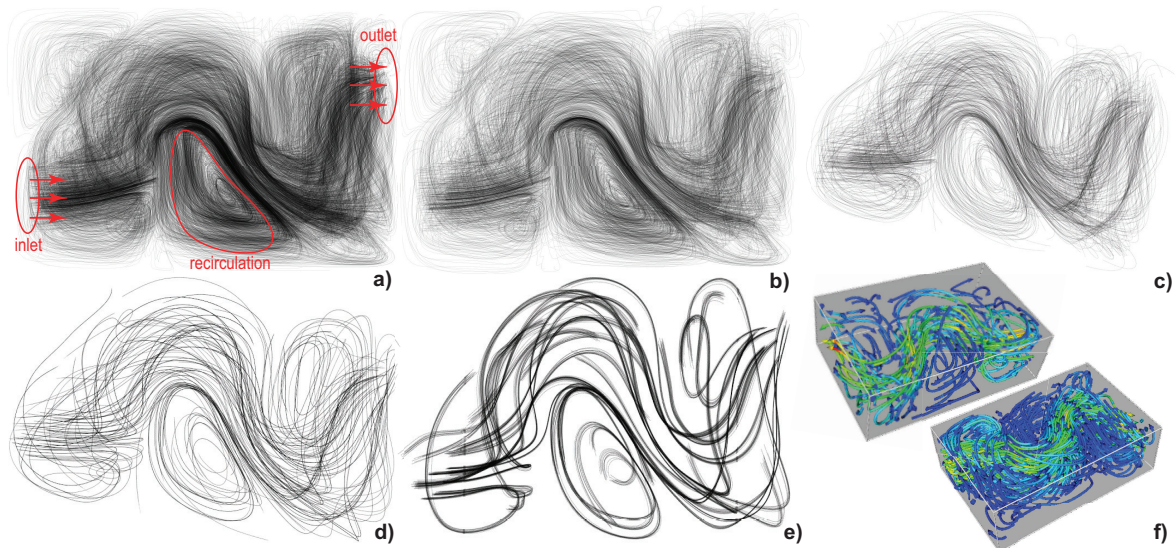 outlet
inlet
recirculation
a)
b)
c)
d)
e)
f)